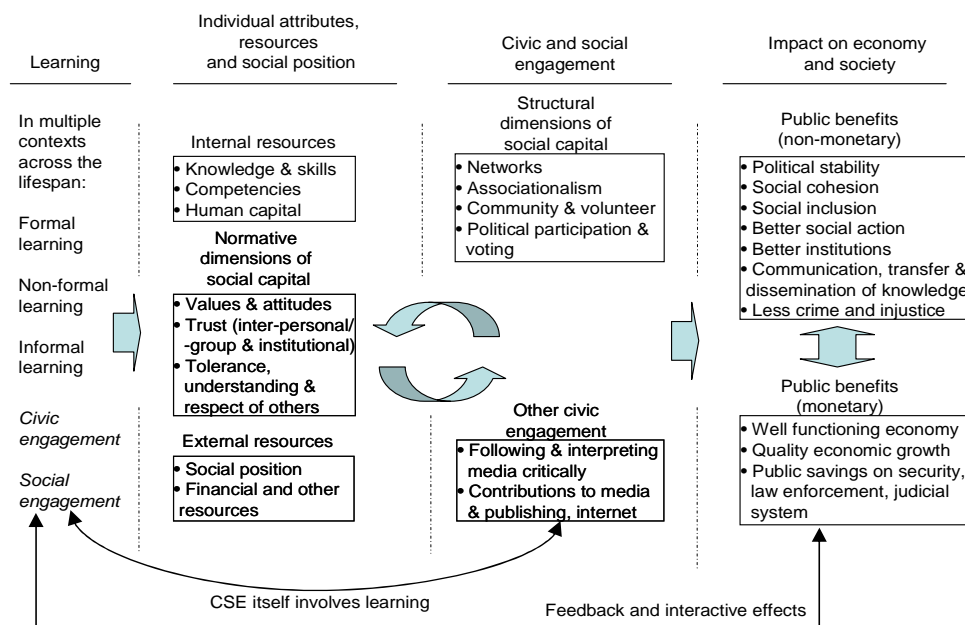 Learning
Individual attributes,
resources
and social position
Civic and social
engagement
Impact on economy
and society
In multiple
contexts
across the
lifespan:
Formal
learning
Non-formal
learning
Informal
learning
Civic
engagement
Social
engagement
Internal resources
• Knowledge & skills
• Competencies
• Human capital
Normative
dimensions of
social capital
• Values & attitudes
• Trust (inter-personal/
-group & institutional)
• Tolerance,
understanding &
respect of others
External resources
• Social position
• Financial and other
resources
Structural
dimensions of
social capital
• Networks
• Associationalism
• Community & volunteer
• Political participation &
voting
Other civic
engagement
• Following & interpreting
media critically
• Contributions to media
& publishing, internet
Public benefits
(non-monetary)
• Political stability
• Social cohesion
• Social inclusion
• Better social action
• Better institutions
• Communication, transfer &
dissemination of knowledge
• Less crime and injustice
Public benefits
(monetary)
• Well functioning economy
• Quality economic growth
• Public savings on security,
law enforcement, judicial
system
CSE itself involves learning
Feedback and interactive effects